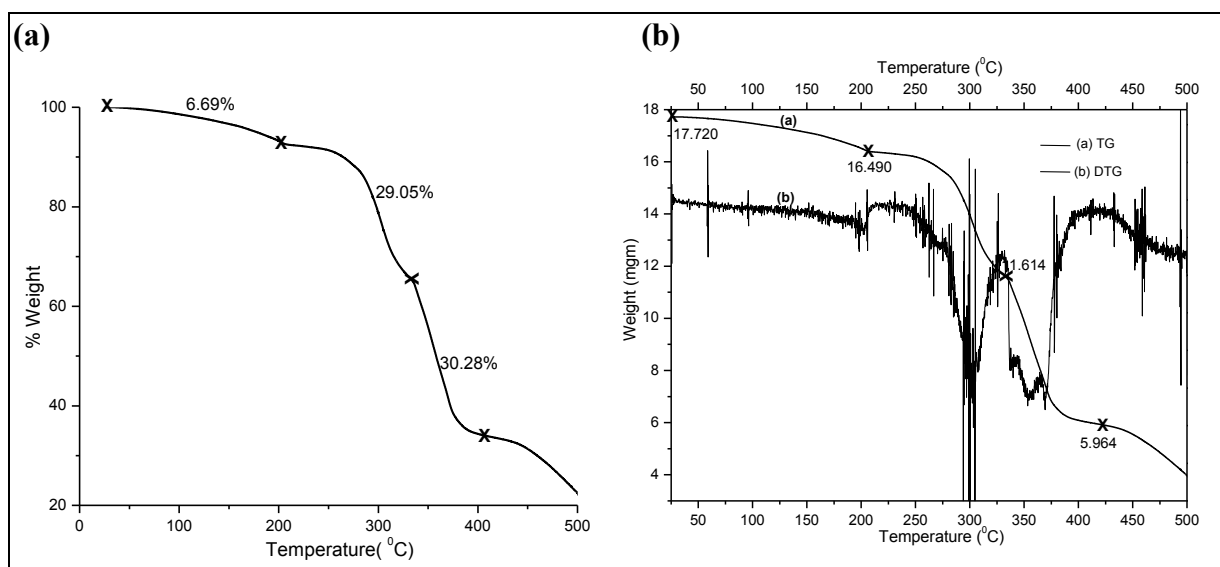 (a)
100
80
60
40
20
% Weight
6.69%
29.05%
30.28%
X
X
X
X
0 100 200 300 400 500
Temperature( ⁰C)
(b)
Temperature (⁰C)
50 100 150 200 250 300 350 400 450 500
18
16
14
12
10
8
6
4
Weight (mgm)
X
17.720
(a)
X
16.490
(a) TG
(b) DTG
(b)
X
1.614
X
5.964
50 100 150 200 250 300 350 400 450 500
Temperature (⁰C)